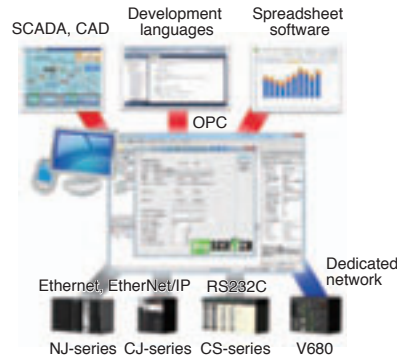 Development
languages
Spreadsheet
software
SCADA, CAD
OPC
Dedicated
network
Ethernet, EtherNet/IP
RS232C
NJ-series
CJ-series
CS-series
V680